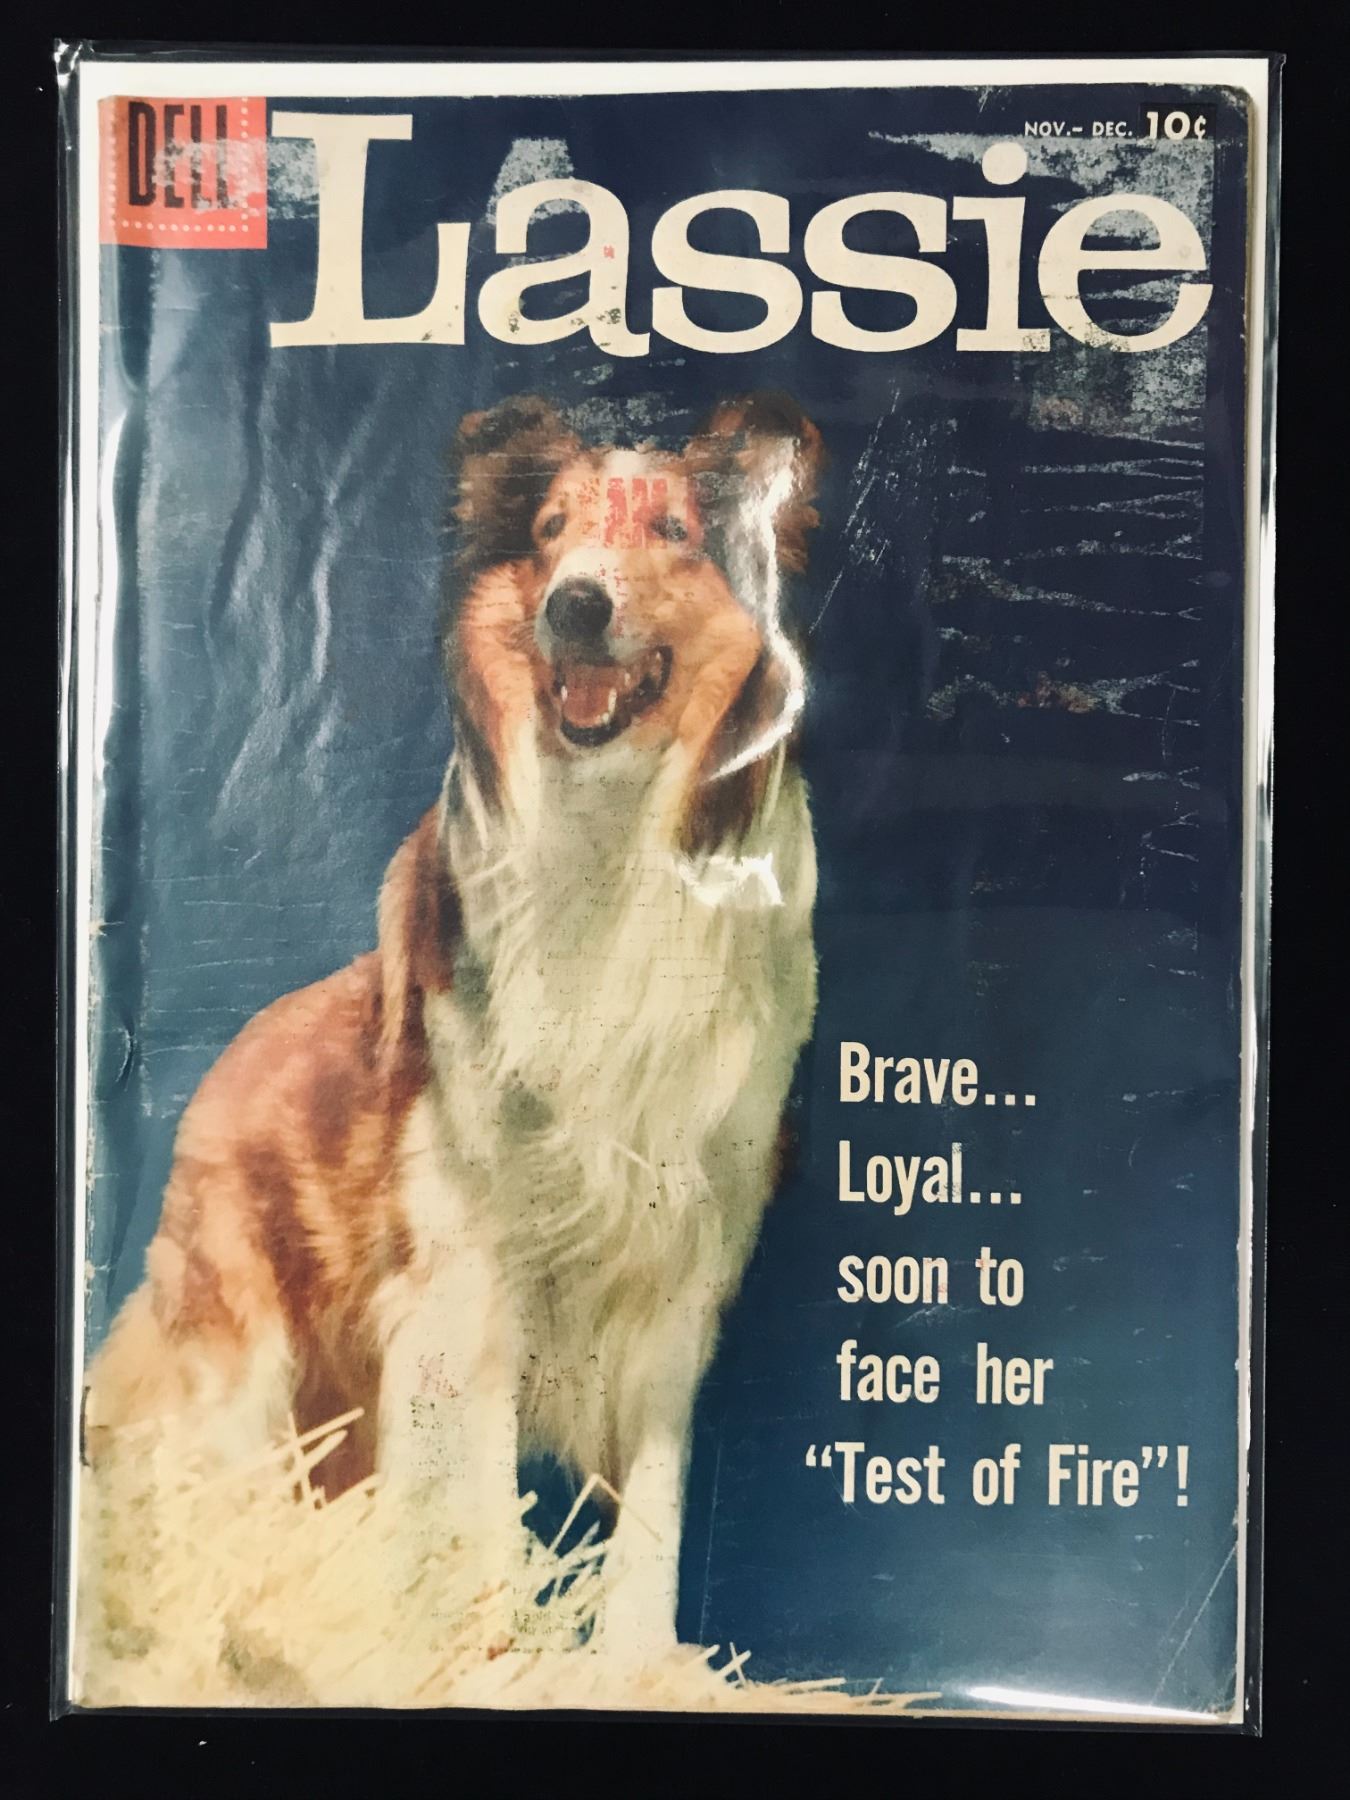 DELL
NOV.- DEC. 10¢
Lassie
Brave...
Loyal...
soon to
face her
“Test of Fire”!